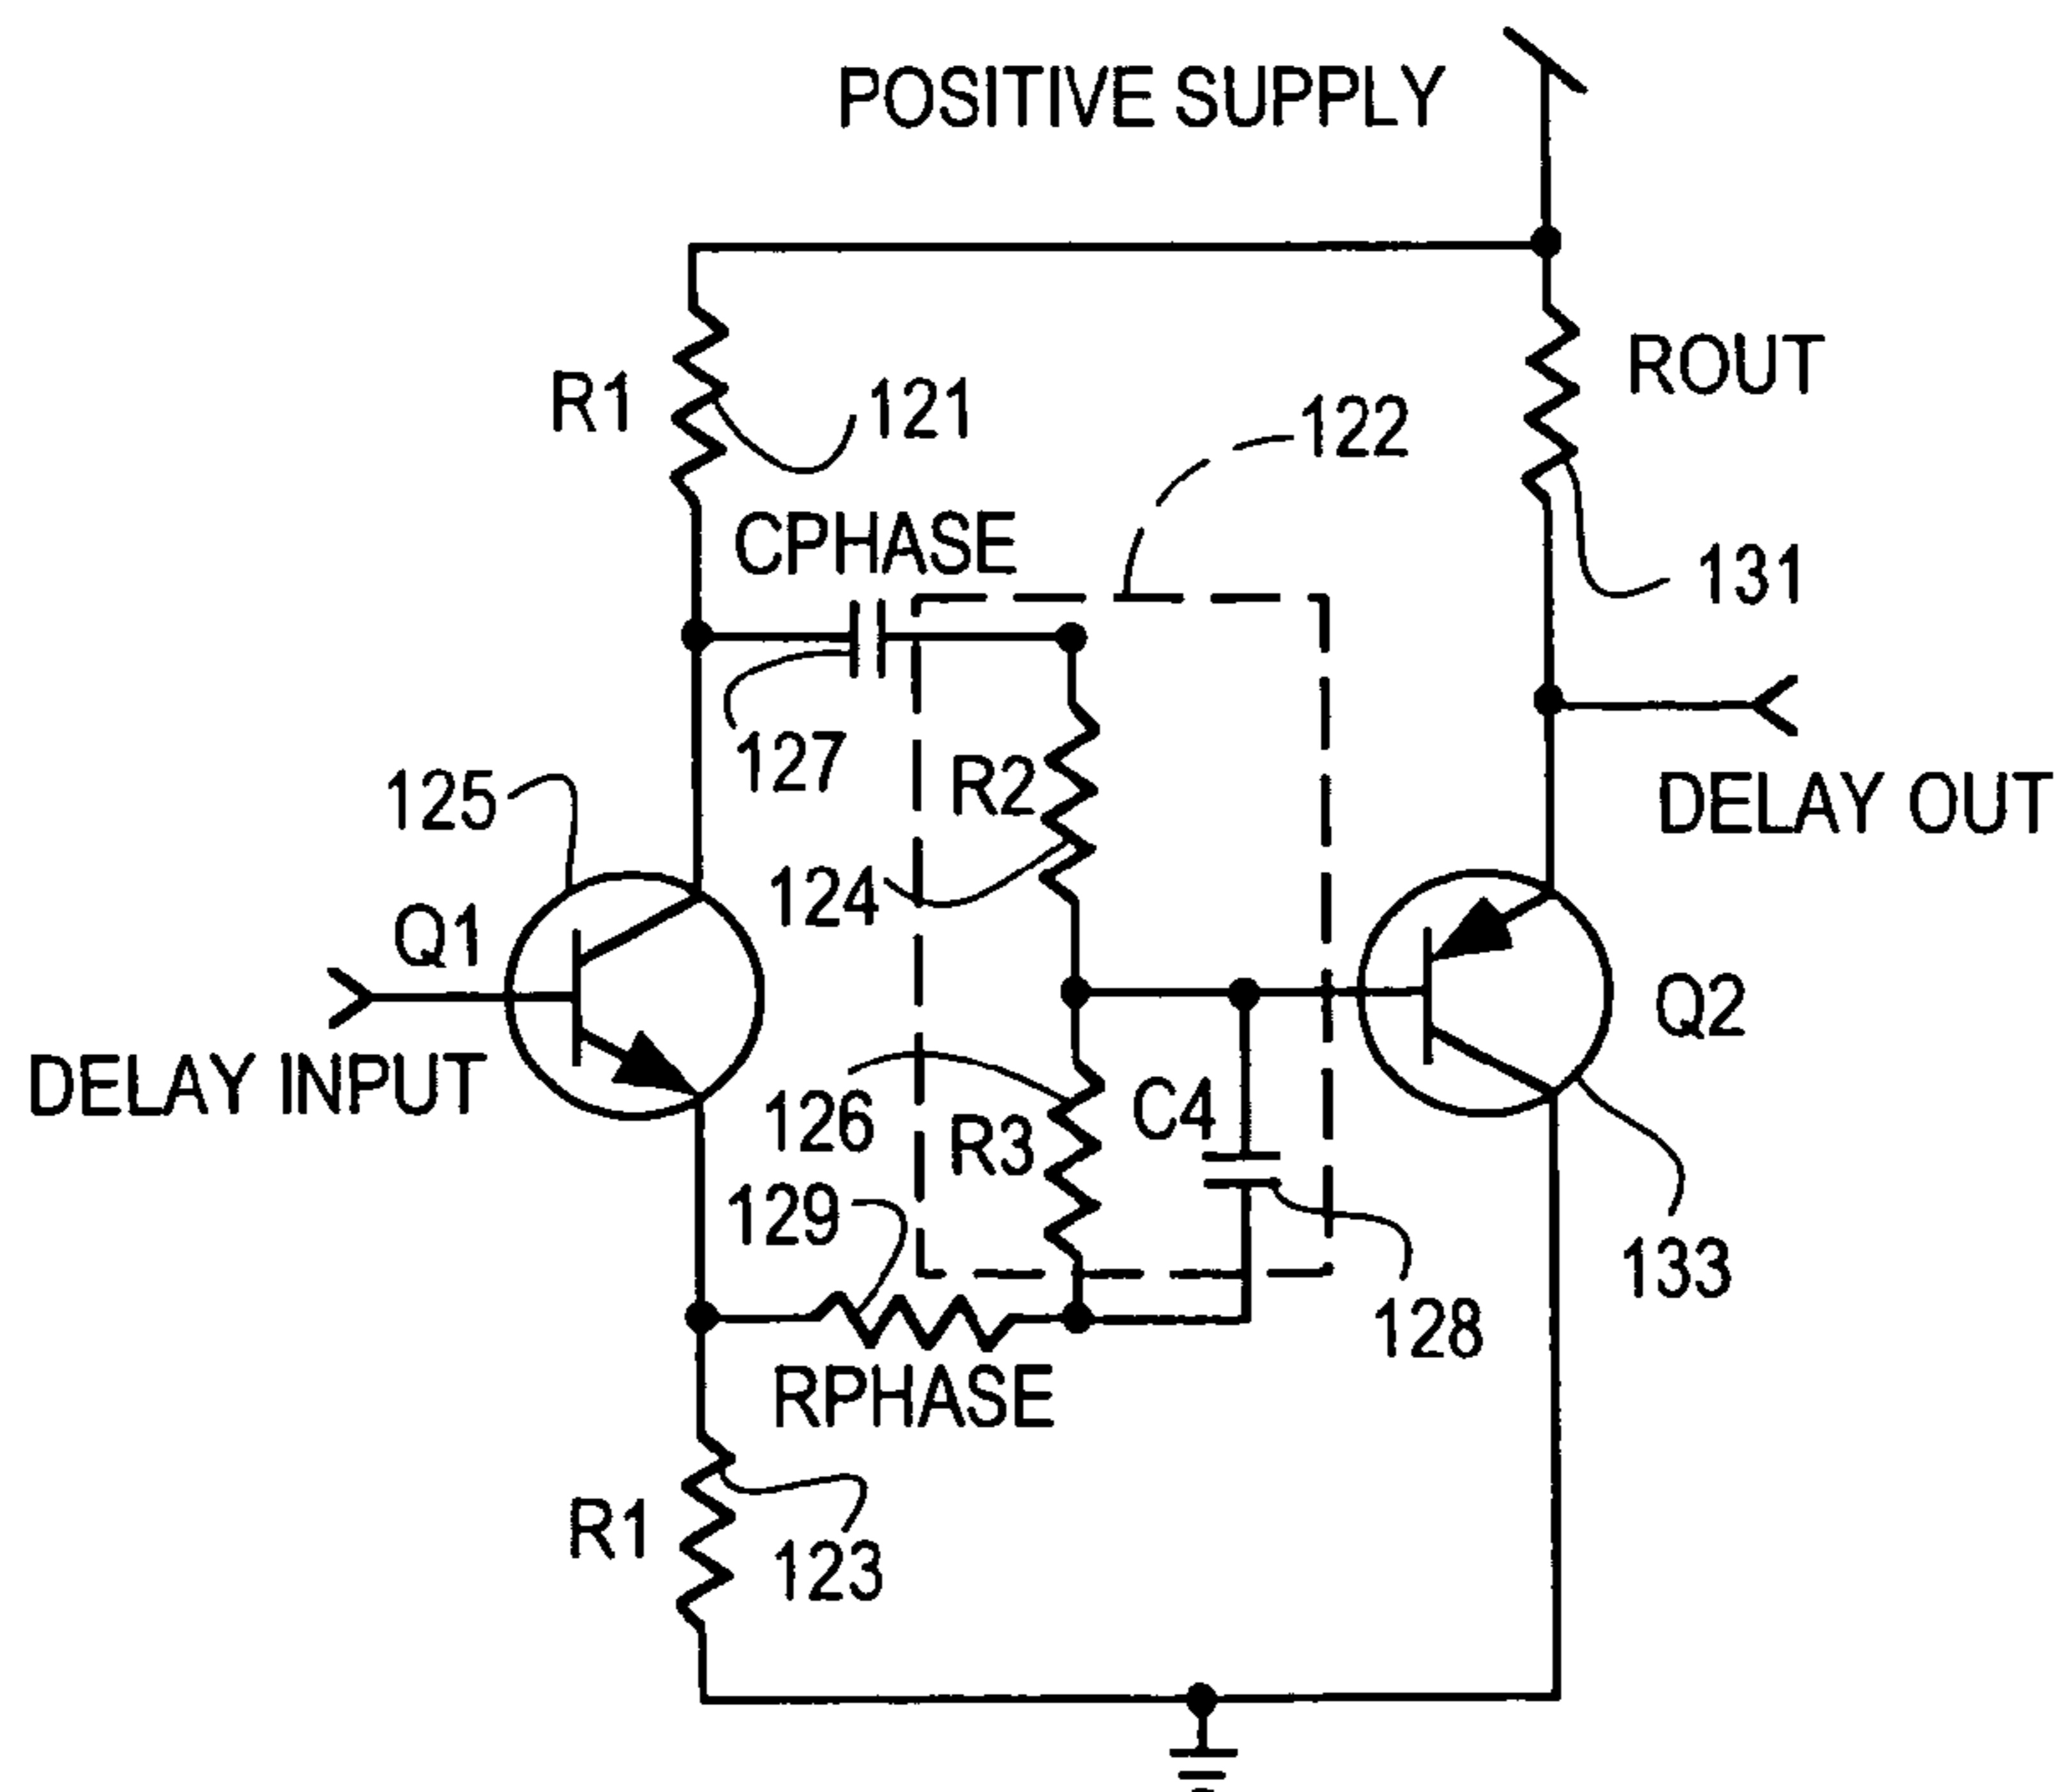 POSITIVE SUPPLY
R1
121
122
ROUT
CPHASE
131
127
R2
125
124
DELAY OUT
Q1
Q2
DELAY INPUT
126
R3
C4
129
133
128
RPHASE
R1
123